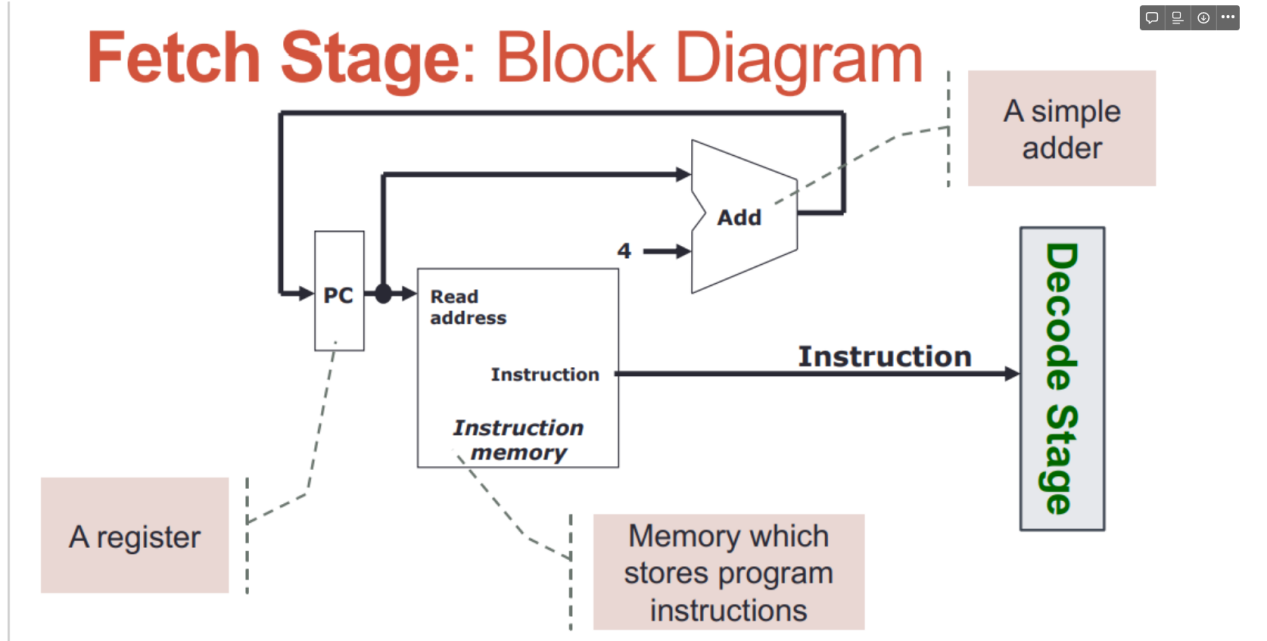 Fetch Stage: Block Diagram
A simple
adder
Add
4
PC
Read
address
Instruction
Instruction
Instruction
memory
Decode Stage
A register
Memory which
stores program
instructions